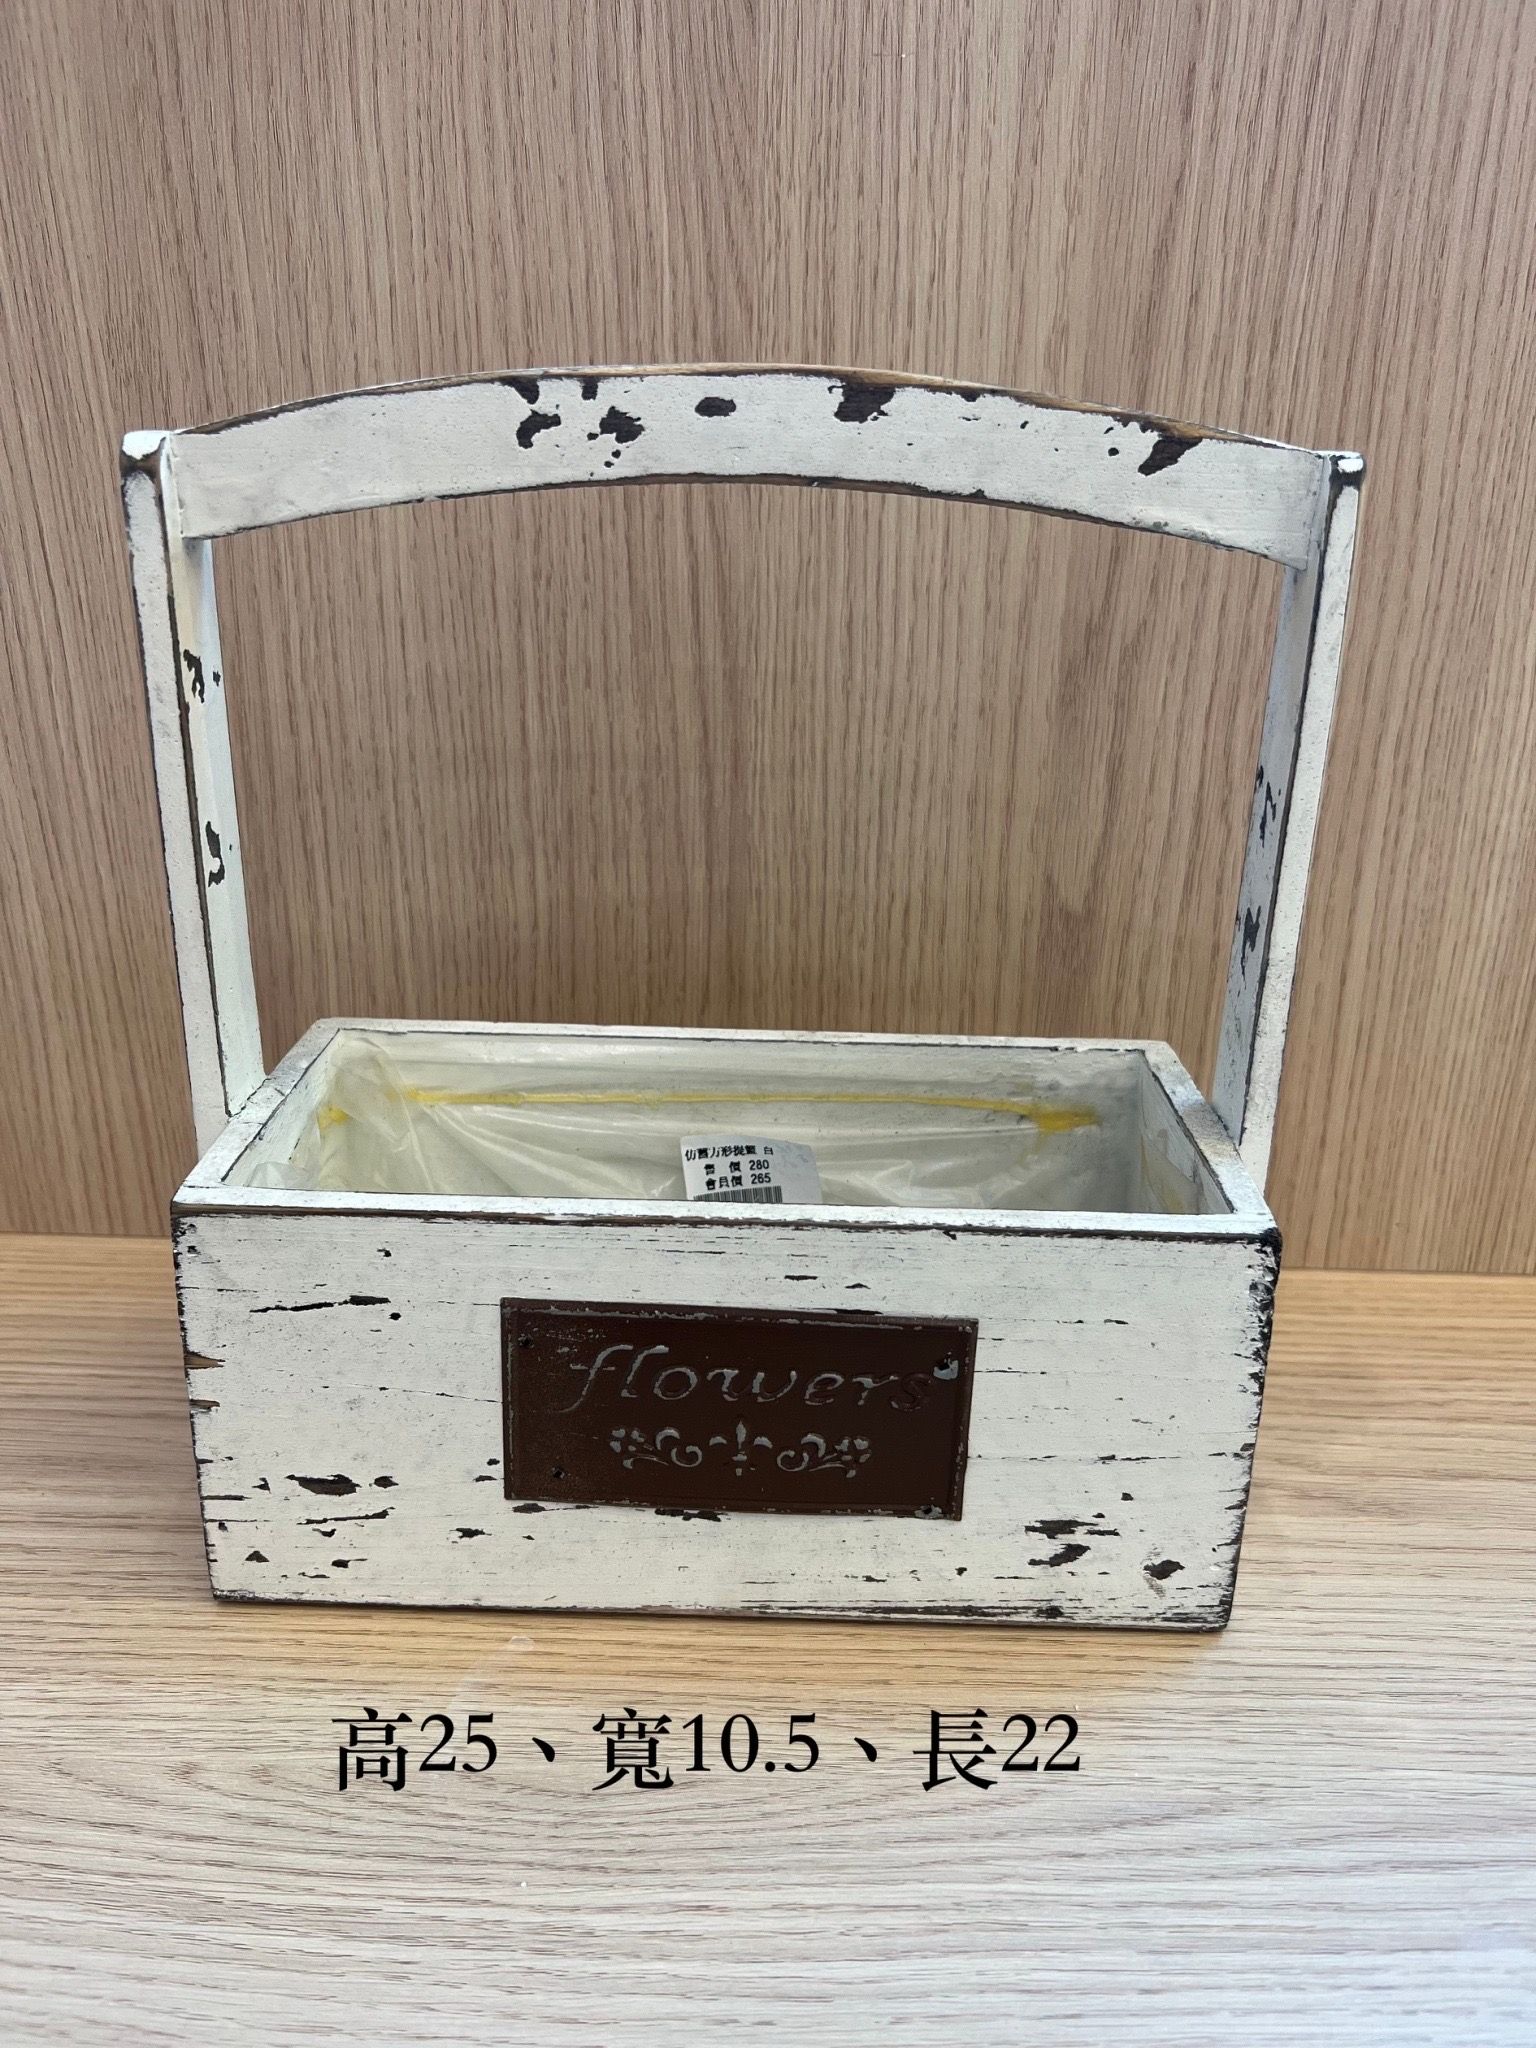 仿舊方形提籃 白
售 價 280
會員價 265
flowers
高25、寬10.5、長22